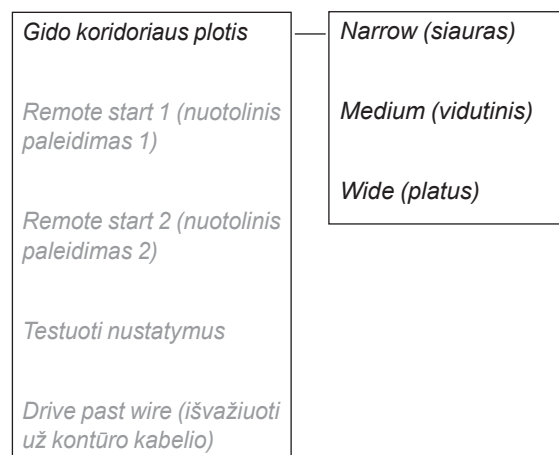 Gido koridoriaus plotis
Remote start 1 (nuotolinis
paleidimas 1)
Remote start 2 (nuotolinis
paleidimas 2)
Testuoti nustatymus
Drive past wire (išvažiuoti
už kontūro kabelio)
Narrow (siauras)
Medium (vidutinis)
Wide (platus)